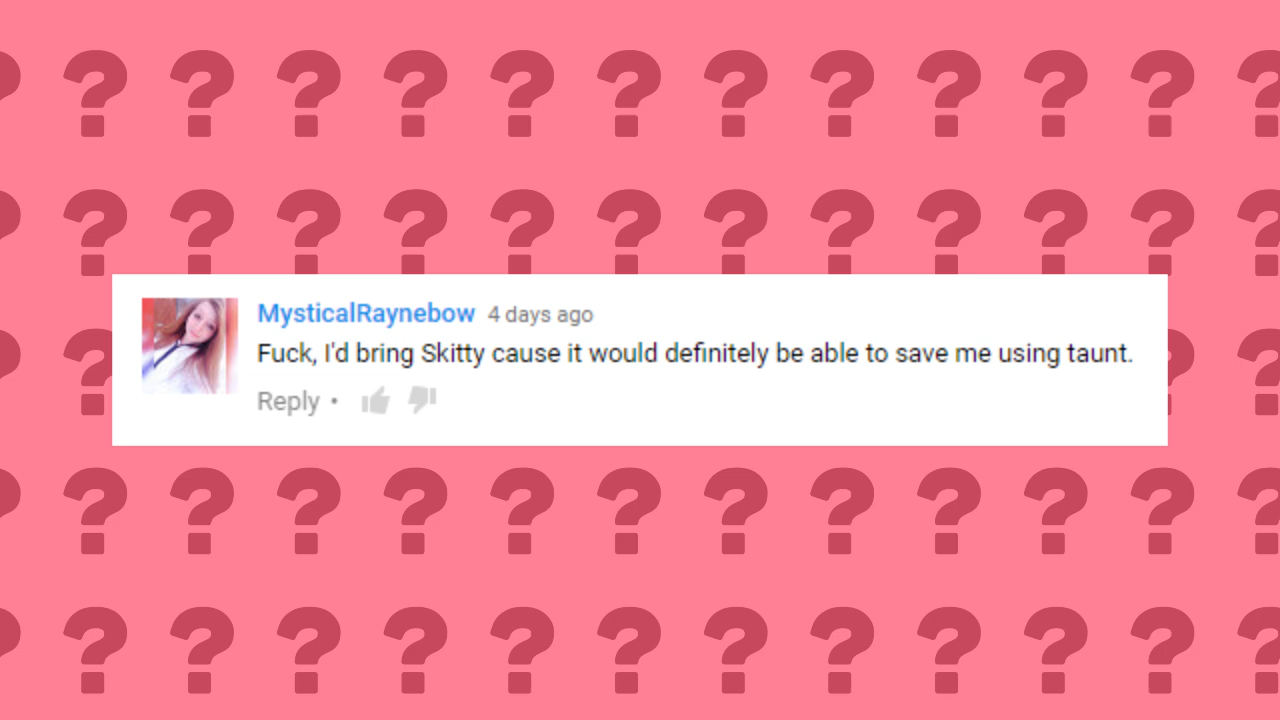 MysticalRaynebow 4 days ago
Fuck, I'd bring Skitty cause it would definitely be able to save me using taunt.
Reply •